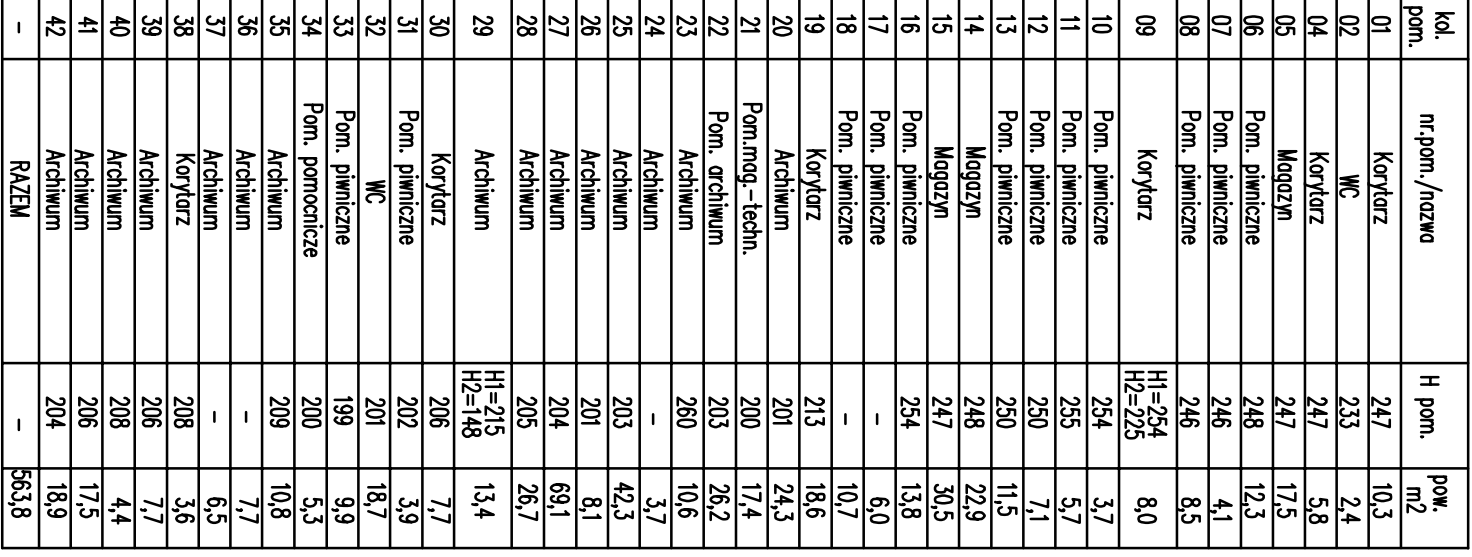 kol. pom. nr.pom./nazwa H pom. pow. m2
01 Korytarz 247 10,3
02 WC 233 2,4
04 Korytarz 247 5,8
05 Magazyn 247 17,5
06 Pom. piwniczne 248 12,3
07 Pom. piwniczne 246 4,1
08 Pom. piwniczne 246 8,5
09 Korytarz H1=254 H2=225 8,0
10 Pom. piwniczne 254 3,7
11 Pom. piwniczne 255 5,7
12 Pom. piwniczne 250 7,1
13 Pom. piwniczne 250 11,5
14 Magazyn 248 22,9
15 Magazyn 247 30,5
16 Pom. piwniczne 254 13,8
17 Pom. piwniczne - 6,0
18 Pom. piwniczne - 10,7
19 Korytarz 213 18,6
20 Archiwum 201 24,3
21 Pom.mag.-techn. 200 17,4
22 Pom. archiwum 203 26,2
23 Archiwum 260 10,6
24 Archiwum - 3,7
25 Archiwum 203 42,3
26 Archiwum 201 8,1
27 Archiwum 204 69,1
28 Archiwum 205 26,7
29 Archiwum H1=215 H2=148 13,4
30 Korytarz 206 7,7
31 Pom. piwniczne 202 3,9
32 WC 201 18,7
33 Pom. piwniczne 199 9,9
34 Pom. pomocnicze 200 5,3
35 Archiwum 209 10,8
36 Archiwum - 7,7
37 Archiwum - 6,5
38 Korytarz 208 3,6
39 Archiwum 206 7,7
40 Archiwum 208 4,4
41 Archiwum 206 17,5
42 Archiwum 204 18,9
- RAZEM - 563,8